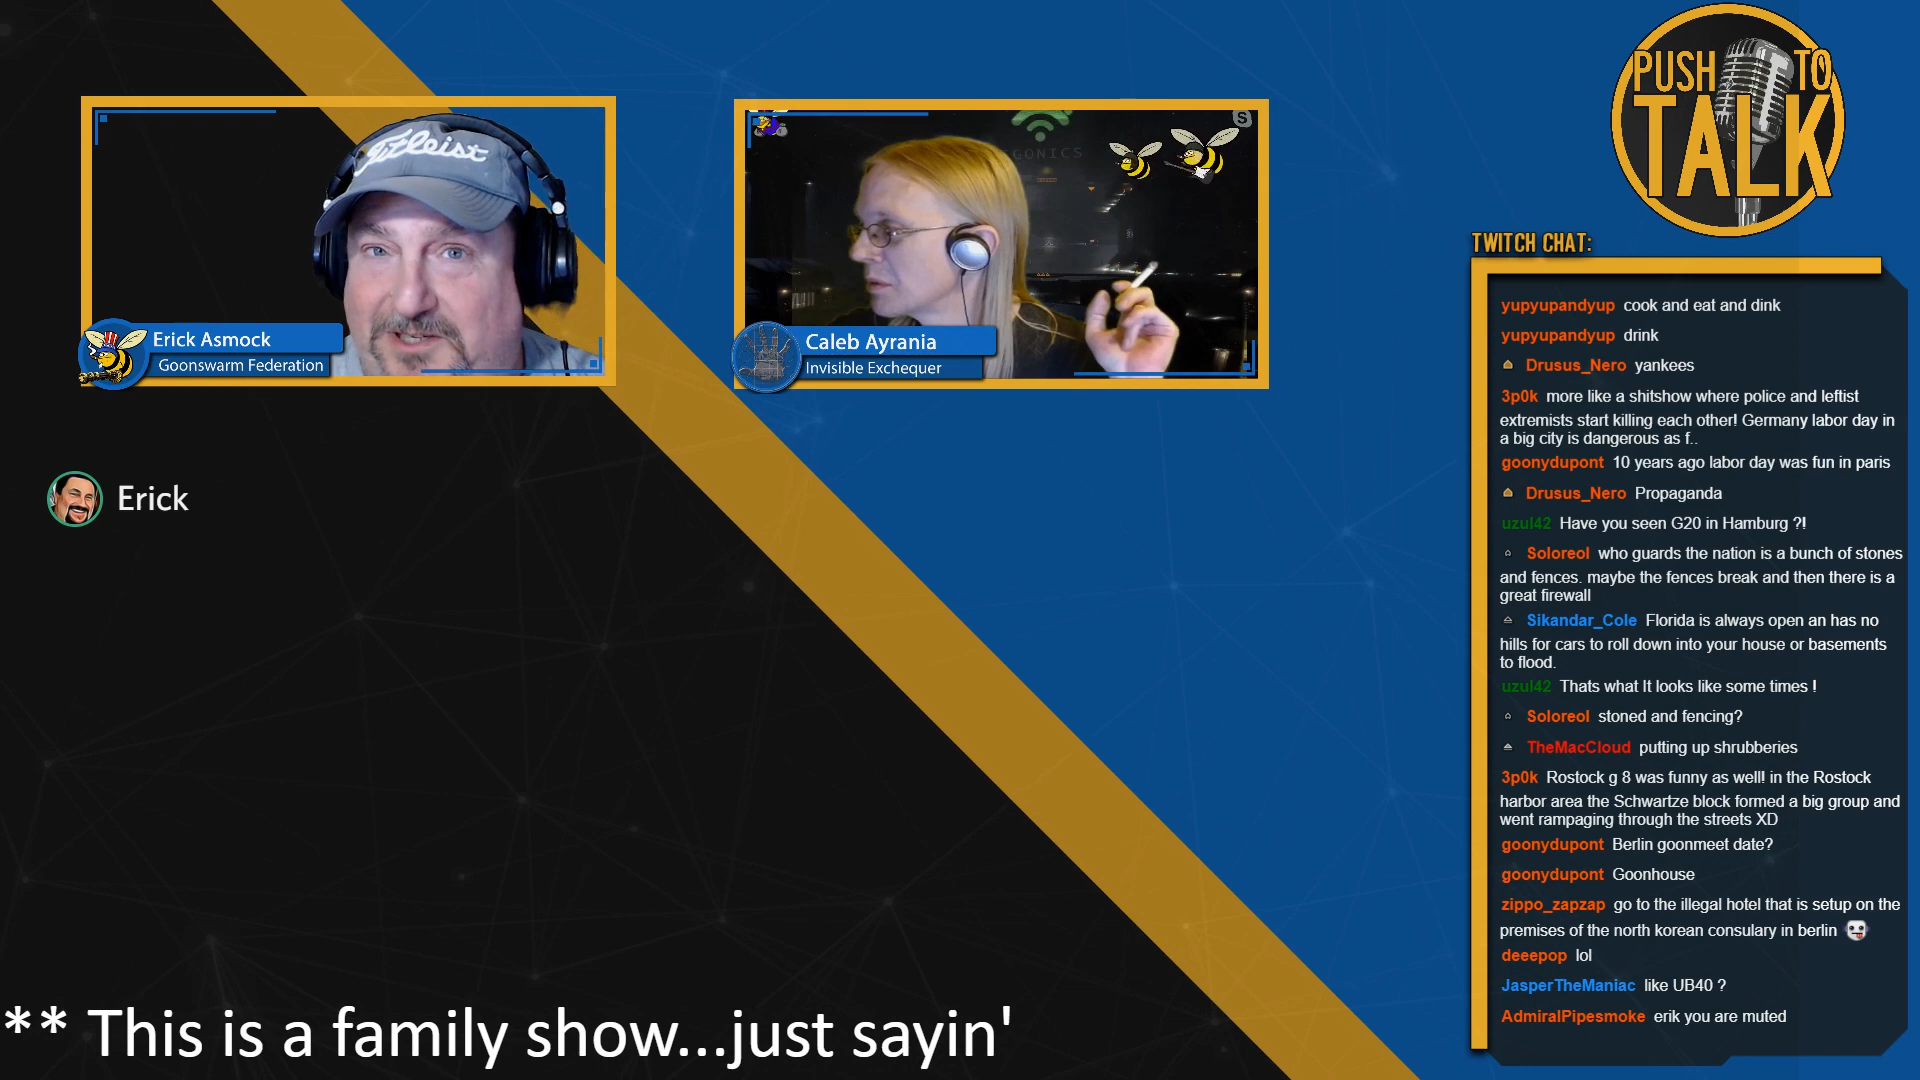 PUSH TO
TALK
Titleist
GONICS
S
Erick Asmock
Goonswarm Federation
Caleb Ayrania
Invisible Exchequer
Erick
** This is a family show...just sayin'
TWITCH CHAT:
yupyupandyup cook and eat and dink
yupyupandyup drink
Drusus_Nero yankees
3p0k more like a shitshow where police and leftist
extremists start killing each other! Germany labor day in
a big city is dangerous as f..
goonydupont 10 years ago labor day was fun in paris
Drusus_Nero Propaganda
uzul42 Have you seen G20 in Hamburg ?!
Soloreol who guards the nation is a bunch of stones
and fences. maybe the fences break and then there is a
great firewall
Sikandar_Cole Florida is always open an has no
hills for cars to roll down into your house or basements
to flood.
uzul42 Thats what It looks like some times !
Soloreol stoned and fencing?
TheMacCloud putting up shrubberies
3p0k Rostock g 8 was funny as well! in the Rostock
harbor area the Schwartze block formed a big group and
went rampaging through the streets XD
goonydupont Berlin goonmeet date?
goonydupont Goonhouse
zippo_zapzap go to the illegal hotel that is setup on the
premises of the north korean consulary in berlin
deeepop lol
JasperTheManiac like UB40 ?
AdmiralPipesmoke erik you are muted